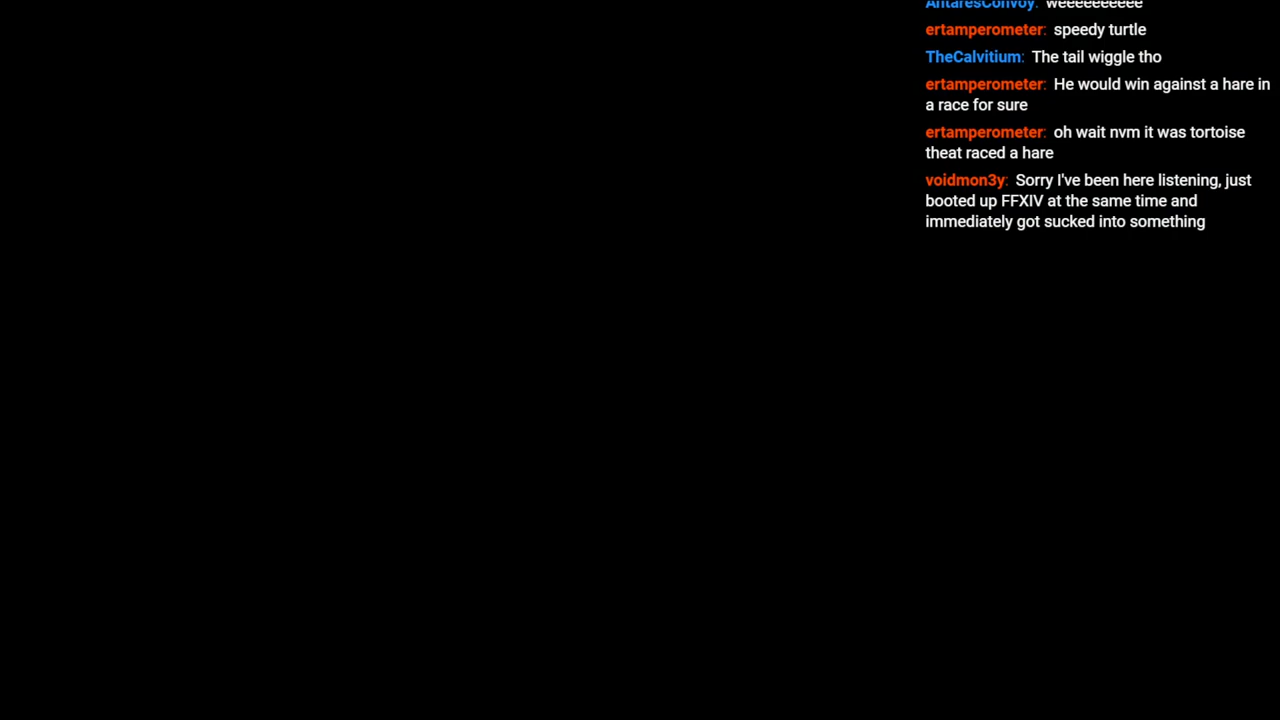 AntaresConvoy: weeeeeeeeee
ertamperometer: speedy turtle
TheCalvitium: The tail wiggle tho
ertamperometer: He would win against a hare in
a race for sure
ertamperometer: oh wait nvm it was tortoise
theat raced a hare
voidmon3y: Sorry I've been here listening, just
booted up FFXIV at the same time and
immediately got sucked into something